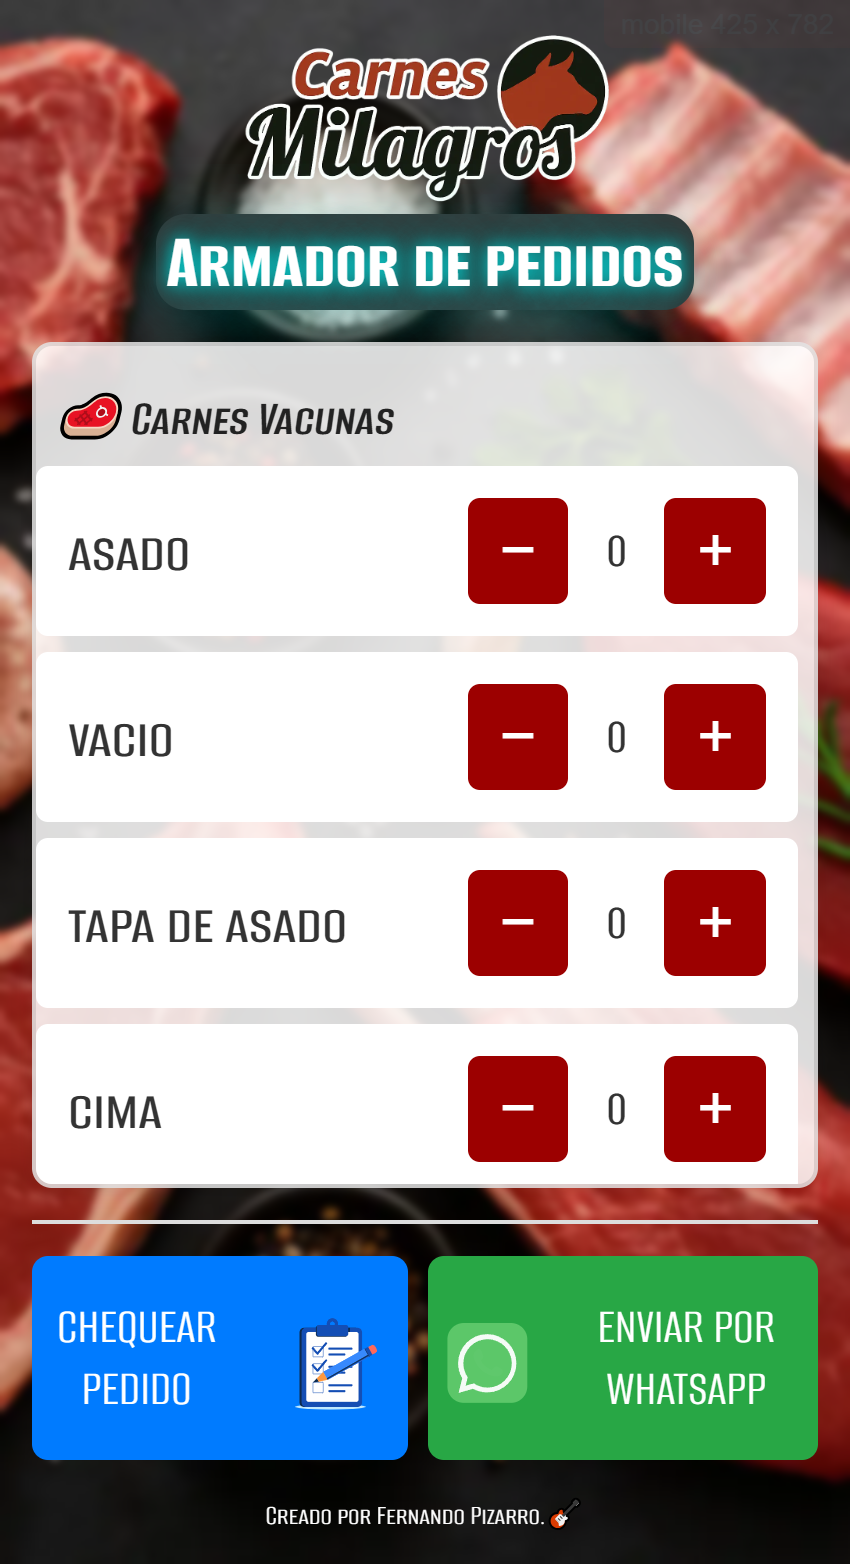 mobile 425 x 782
Carnes
Milagros
Armador de pedidos
Carnes Vacunas
ASADO
− 0 +
VACIO
− 0 +
TAPA DE ASADO
− 0 +
CIMA
− 0 +
CHEQUEAR
PEDIDO
ENVIAR POR
WHATSAPP
Creado por Fernando Pizarro.